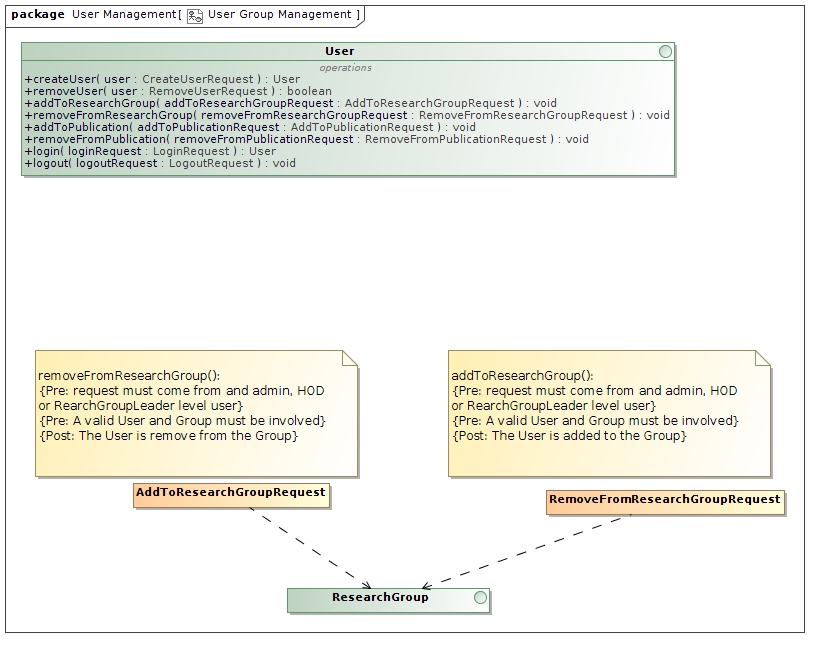 package User Management[ User Group Management ]
User
operations
+createUser( user : CreateUserRequest ) : User
+removeUser( user : RemoveUserRequest ) : boolean
+addToResearchGroup( addToResearchGroupRequest : AddToResearchGroupRequest ) : void
+removeFromResearchGroup( removeFromResearchGroupRequest : RemoveFromResearchGroupRequest ) : void
+addToPublication( addToPublicationRequest : AddToPublicationRequest ) : void
+removeFromPublication( removeFromPublicationRequest : RemoveFromPublicationRequest ) : void
+login( loginRequest : LoginRequest ) : User
+logout( logoutRequest : LogoutRequest ) : void
removeFromResearchGroup():
{Pre: request must come from and admin, HOD
or RearchGroupLeader level user}
{Pre: A valid User and Group must be involved}
{Post: The User is remove from the Group}
addToResearchGroup():
{Pre: request must come from and admin, HOD
or RearchGroupLeader level user}
{Pre: A valid User and Group must be involved}
{Post: The User is added to the Group}
AddToResearchGroupRequest
RemoveFromResearchGroupRequest
ResearchGroup